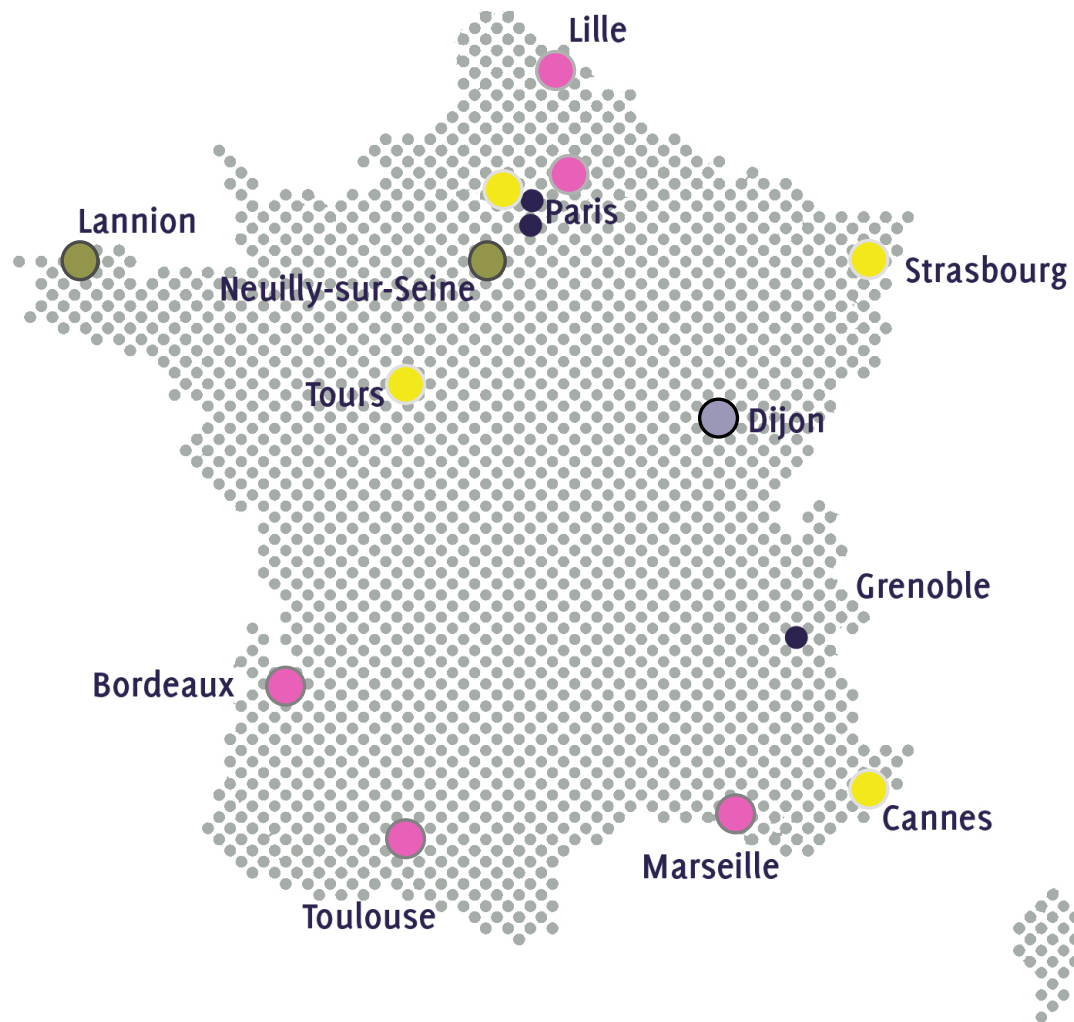 Lille
Paris
Lannion
Strasbourg
Neuilly-sur-Seine
Tours
Dijon
Grenoble
Bordeaux
Cannes
Marseille
Toulouse